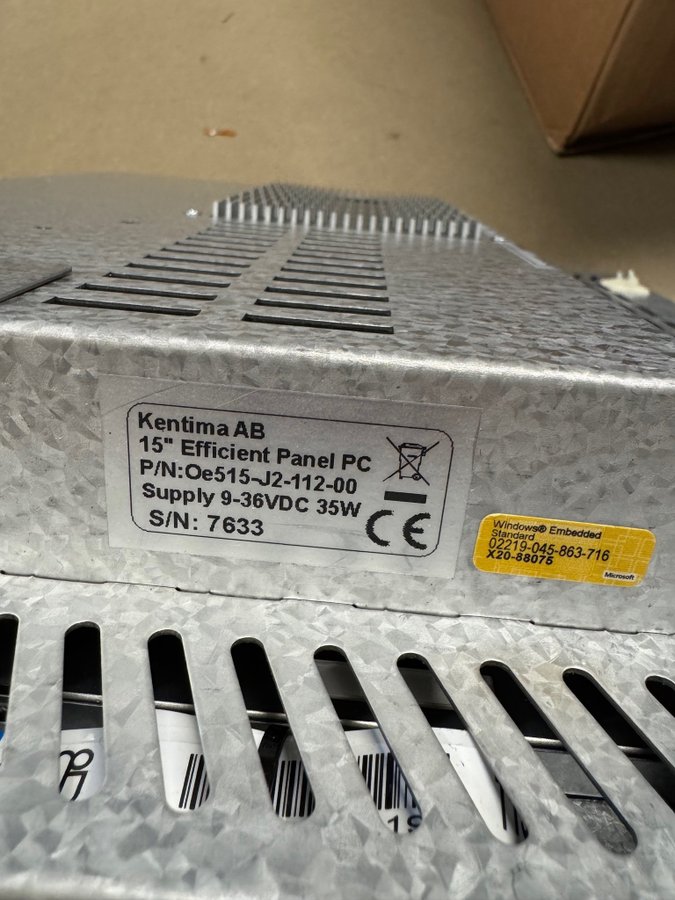 Kentima AB
15" Efficient Panel PC
P/N:Oe515-J2-112-00
Supply 9-36VDC 35W
S/N: 7633
CE
Windows® Embedded
Standard
02219-045-863-716
X20-88075
Microsoft